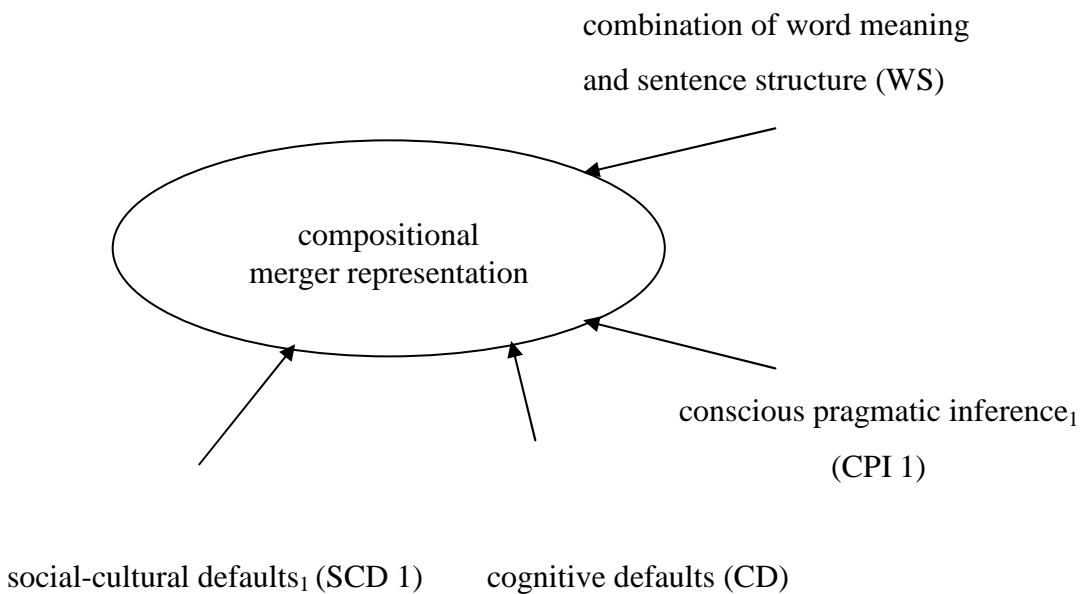 combination of word meaning
and sentence structure (WS)
compositional
merger representation
conscious pragmatic inference₁
(CPI 1)
social-cultural defaults₁ (SCD 1)
cognitive defaults (CD)